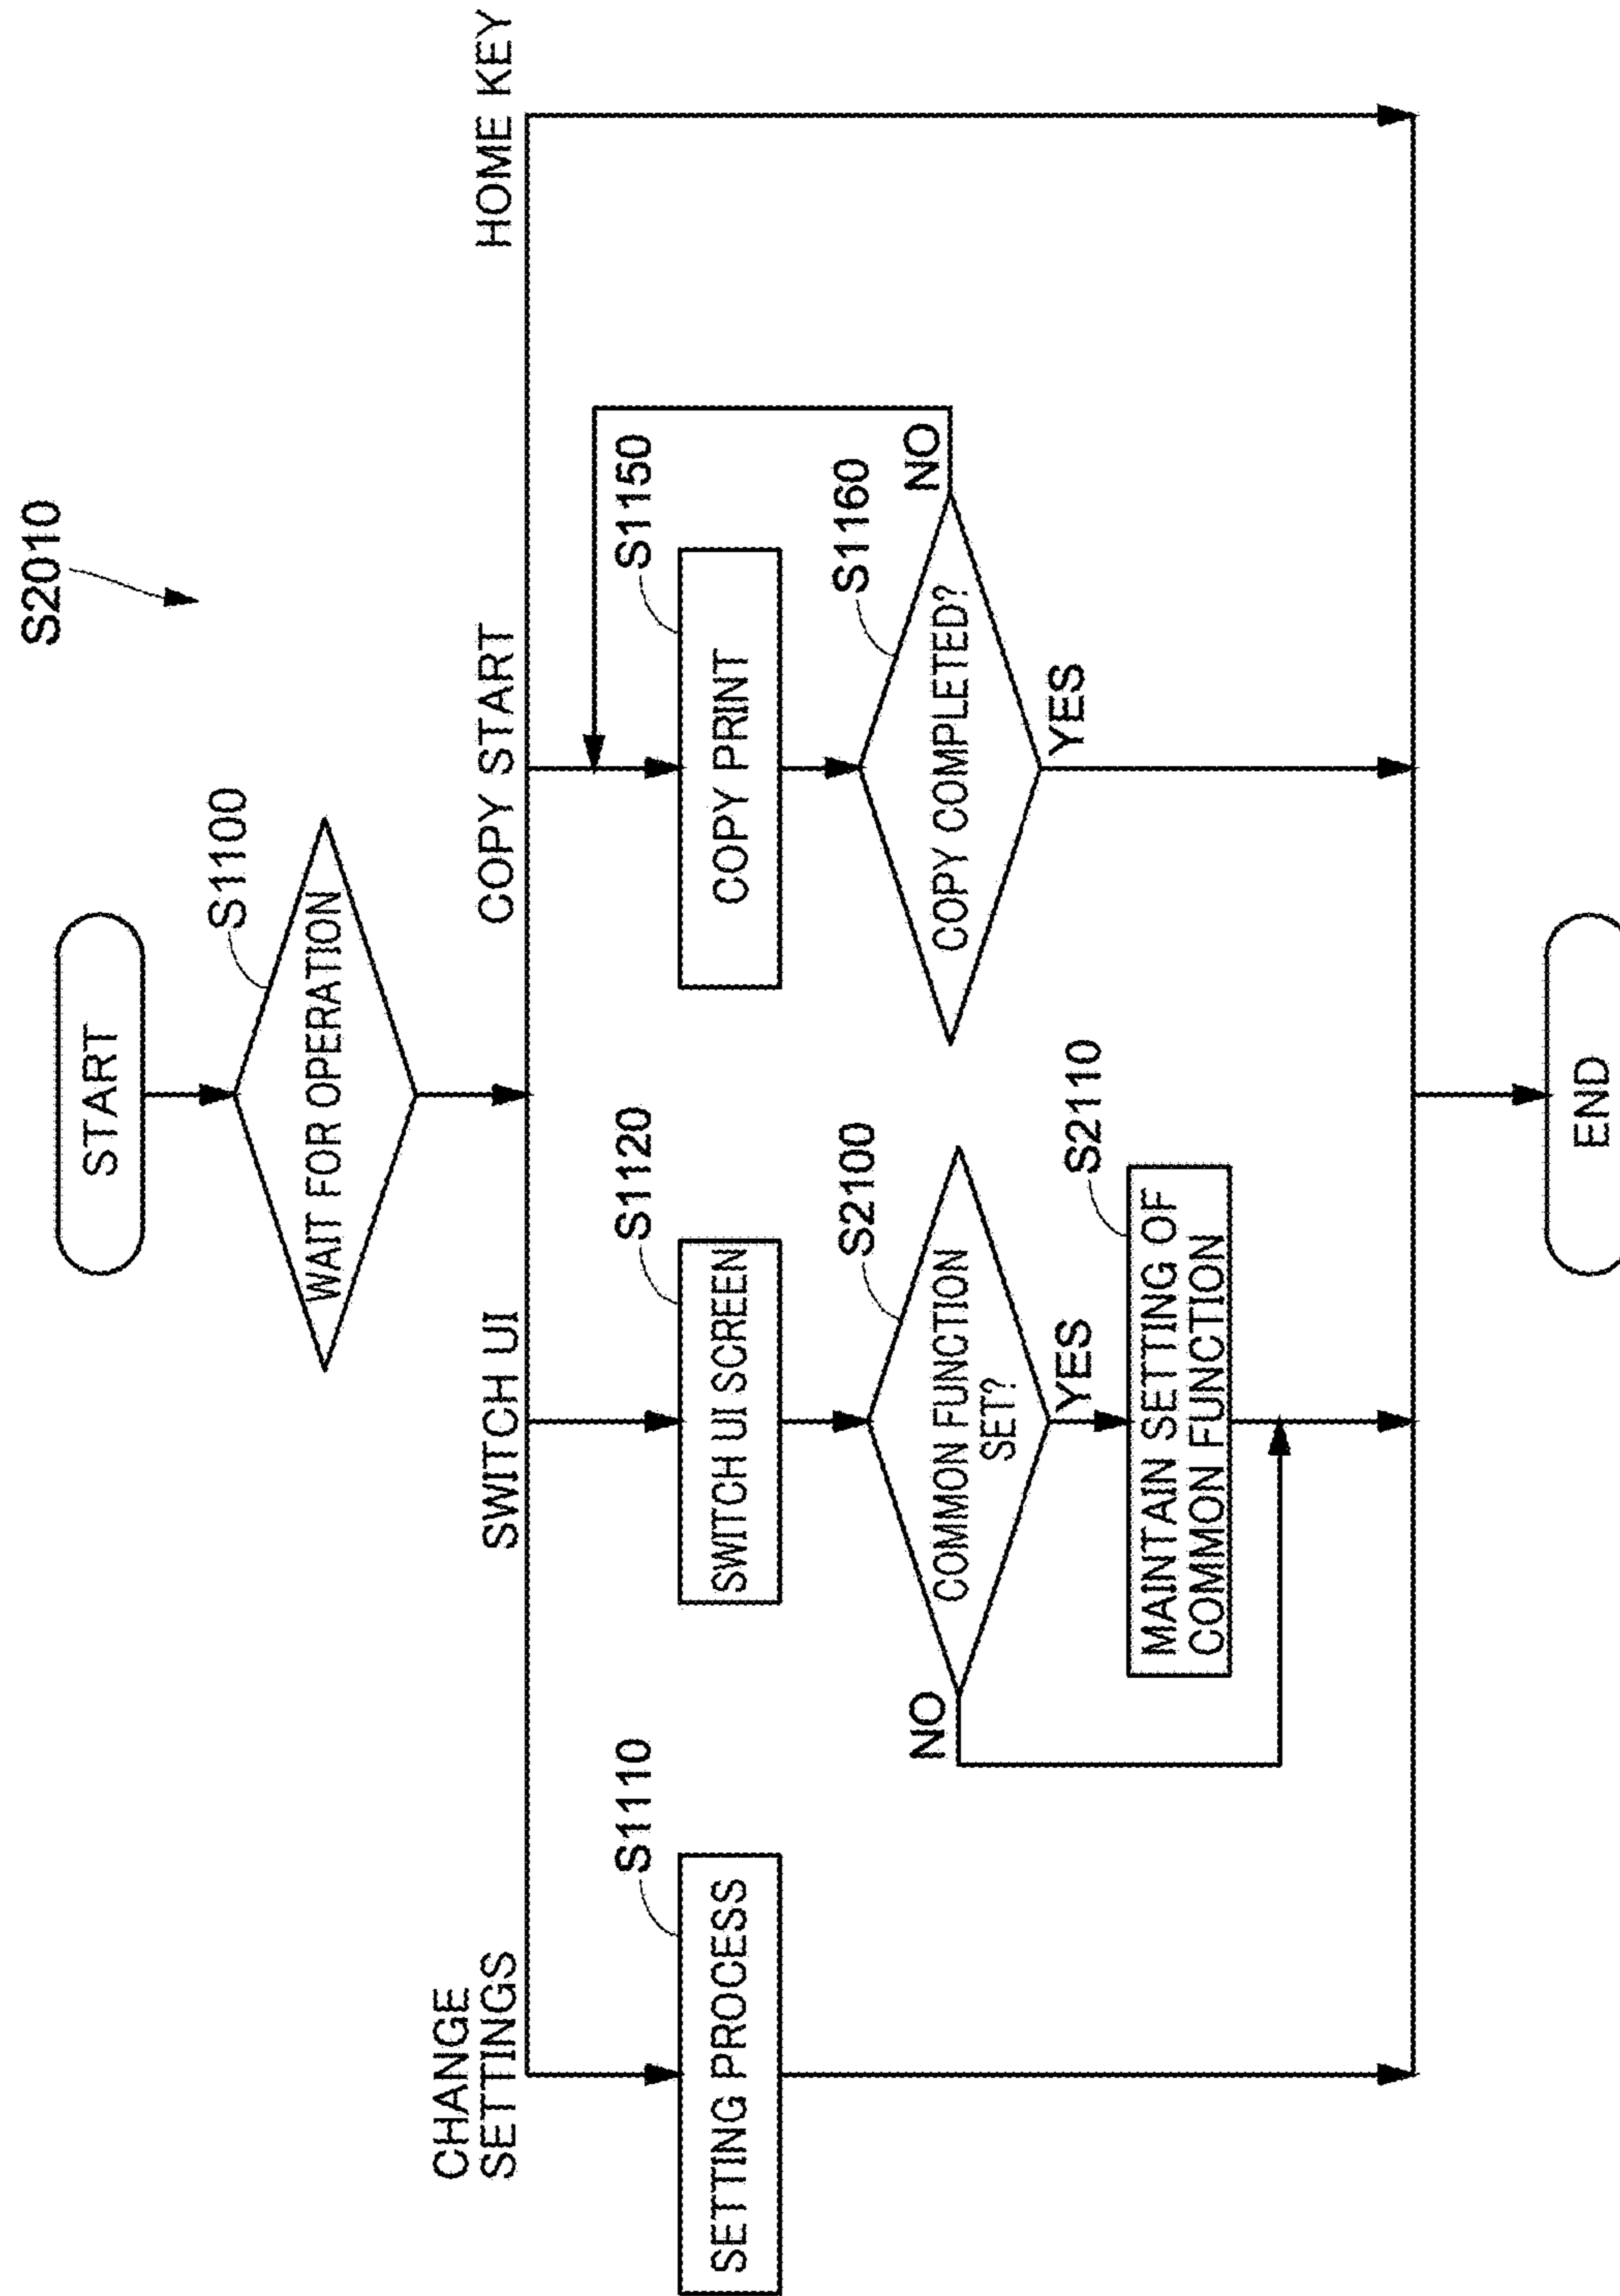 S2010
START
S1100
WAIT FOR OPERATION
CHANGE
SETTINGS
SWITCH UI
COPY START
HOME KEY
S1110
SETTING PROCESS
S1120
SWITCH UI SCREEN
S1150
COPY PRINT
S2100
COMMON FUNCTION
SET?
NO
YES
S1160
COPY COMPLETED?
NO
YES
S2110
MAINTAIN SETTING OF
COMMON FUNCTION
END